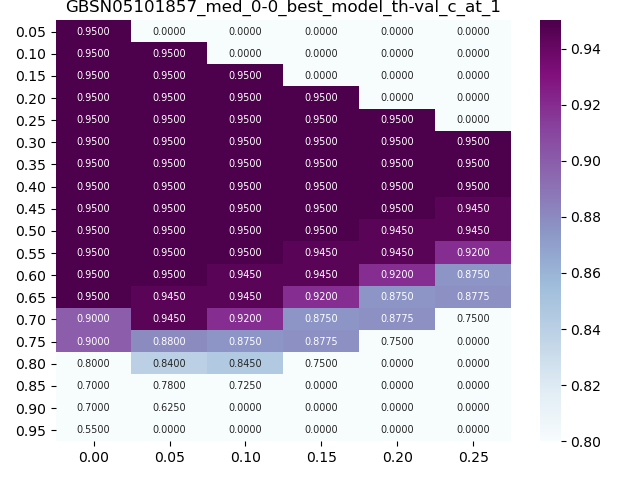 GBSN05101857_med_0-0_best_model_th-val_c_at_1
0.05 0.9500 0.0000 0.0000 0.0000 0.0000 0.0000
0.10 0.9500 0.9500 0.0000 0.0000 0.0000 0.0000
0.15 0.9500 0.9500 0.9500 0.0000 0.0000 0.0000
0.20 0.9500 0.9500 0.9500 0.9500 0.0000 0.0000
0.25 0.9500 0.9500 0.9500 0.9500 0.9500 0.0000
0.30 0.9500 0.9500 0.9500 0.9500 0.9500 0.9500
0.35 0.9500 0.9500 0.9500 0.9500 0.9500 0.9500
0.40 0.9500 0.9500 0.9500 0.9500 0.9500 0.9500
0.45 0.9500 0.9500 0.9500 0.9500 0.9500 0.9450
0.50 0.9500 0.9500 0.9500 0.9500 0.9450 0.9450
0.55 0.9500 0.9500 0.9500 0.9450 0.9450 0.9200
0.60 0.9500 0.9500 0.9450 0.9450 0.9200 0.8750
0.65 0.9500 0.9450 0.9450 0.9200 0.8750 0.8775
0.70 0.9000 0.9450 0.9200 0.8750 0.8775 0.7500
0.75 0.9000 0.8800 0.8750 0.8775 0.7500 0.0000
0.80 0.8000 0.8400 0.8450 0.7500 0.0000 0.0000
0.85 0.7000 0.7800 0.7250 0.0000 0.0000 0.0000
0.90 0.7000 0.6250 0.0000 0.0000 0.0000 0.0000
0.95 0.5500 0.0000 0.0000 0.0000 0.0000 0.0000
0.00 0.05 0.10 0.15 0.20 0.25
0.94
0.92
0.90
0.88
0.86
0.84
0.82
0.80